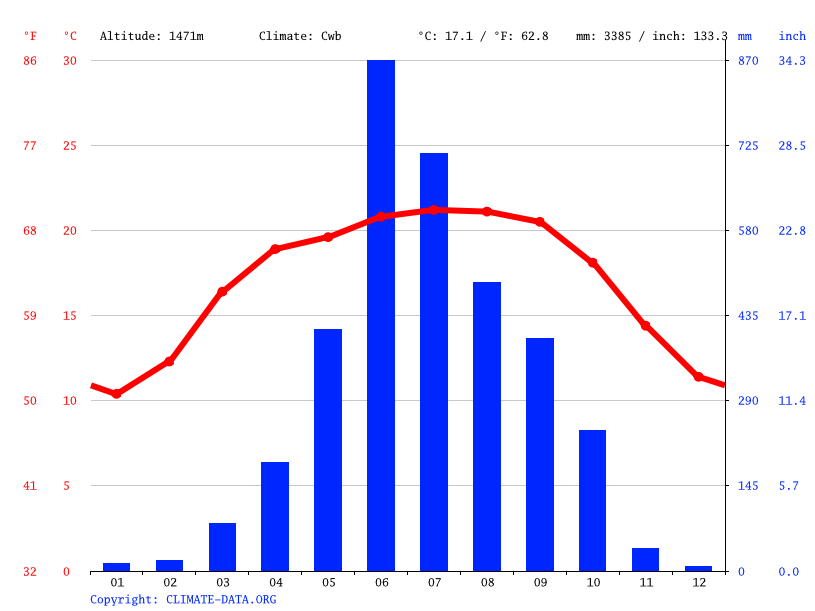 °F °C Altitude: 1471m Climate: Cwb °C: 17.1 / °F: 62.8 mm: 3385 / inch: 133.3 mm inch
86 30 870 34.3
77 25 725 28.5
68 20 580 22.8
59 15 435 17.1
50 10 290 11.4
41 5 145 5.7
32 0 0 0.0
01 02 03 04 05 06 07 08 09 10 11 12
Copyright: CLIMATE-DATA.ORG